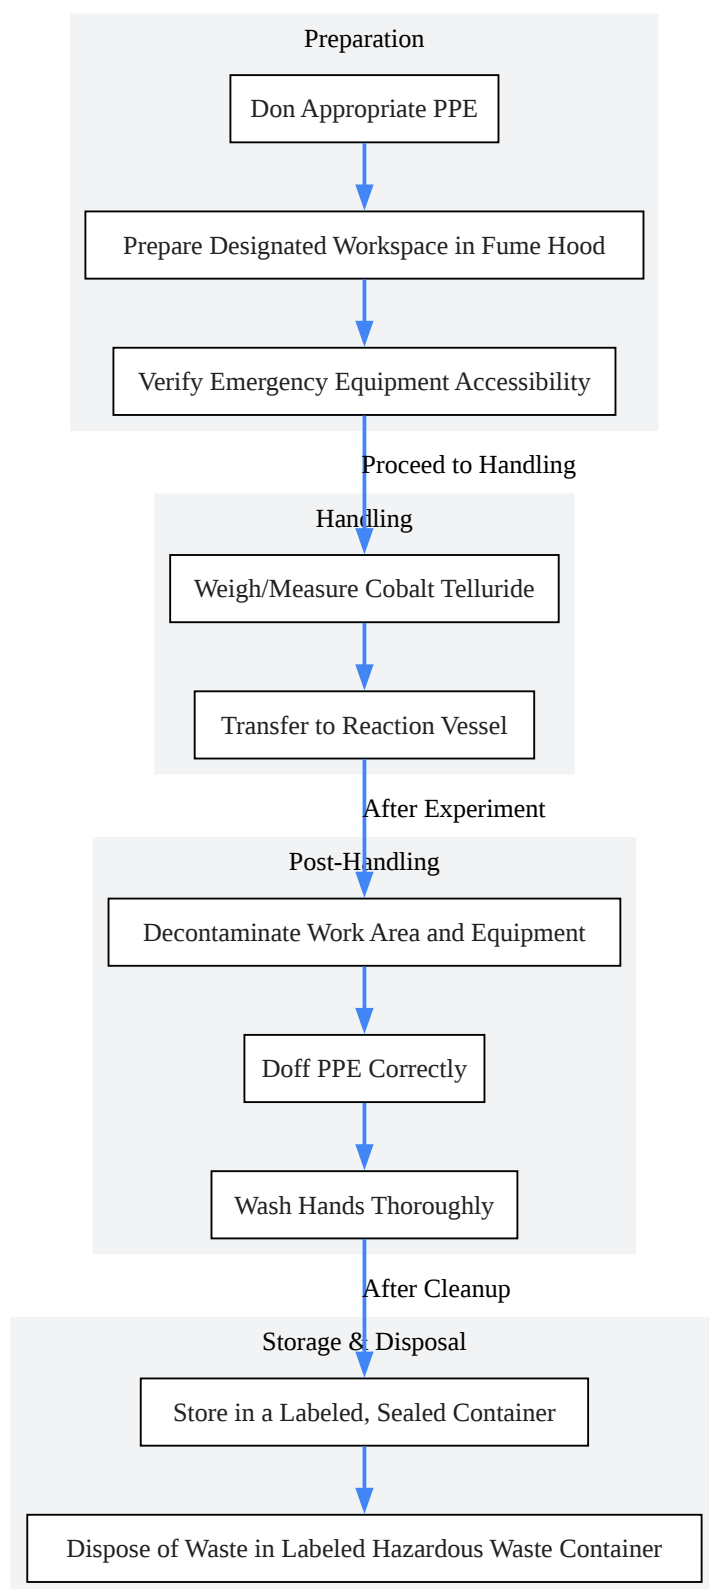 Preparation
Don Appropriate PPE
Prepare Designated Workspace in Fume Hood
Verify Emergency Equipment Accessibility
Proceed to Handling
Handling
Weigh/Measure Cobalt Telluride
Transfer to Reaction Vessel
After Experiment
Post-Handling
Decontaminate Work Area and Equipment
Doff PPE Correctly
Wash Hands Thoroughly
After Cleanup
Storage & Disposal
Store in a Labeled, Sealed Container
Dispose of Waste in Labeled Hazardous Waste Container